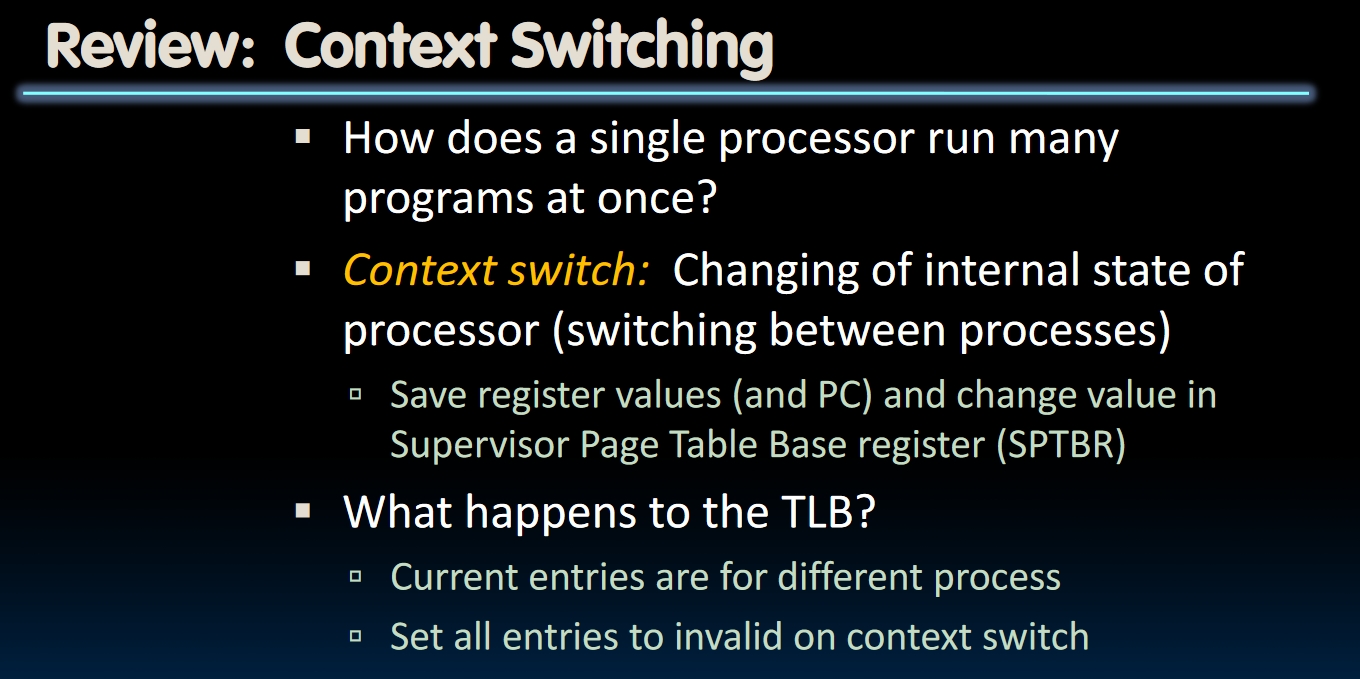 Review: Context Switching
How does a single processor run many
programs at once?
Context switch: Changing of internal state of
processor (switching between processes)
Save register values (and PC) and change value in
Supervisor Page Table Base register (SPTBR)
What happens to the TLB?
Current entries are for different process
Set all entries to invalid on context switch